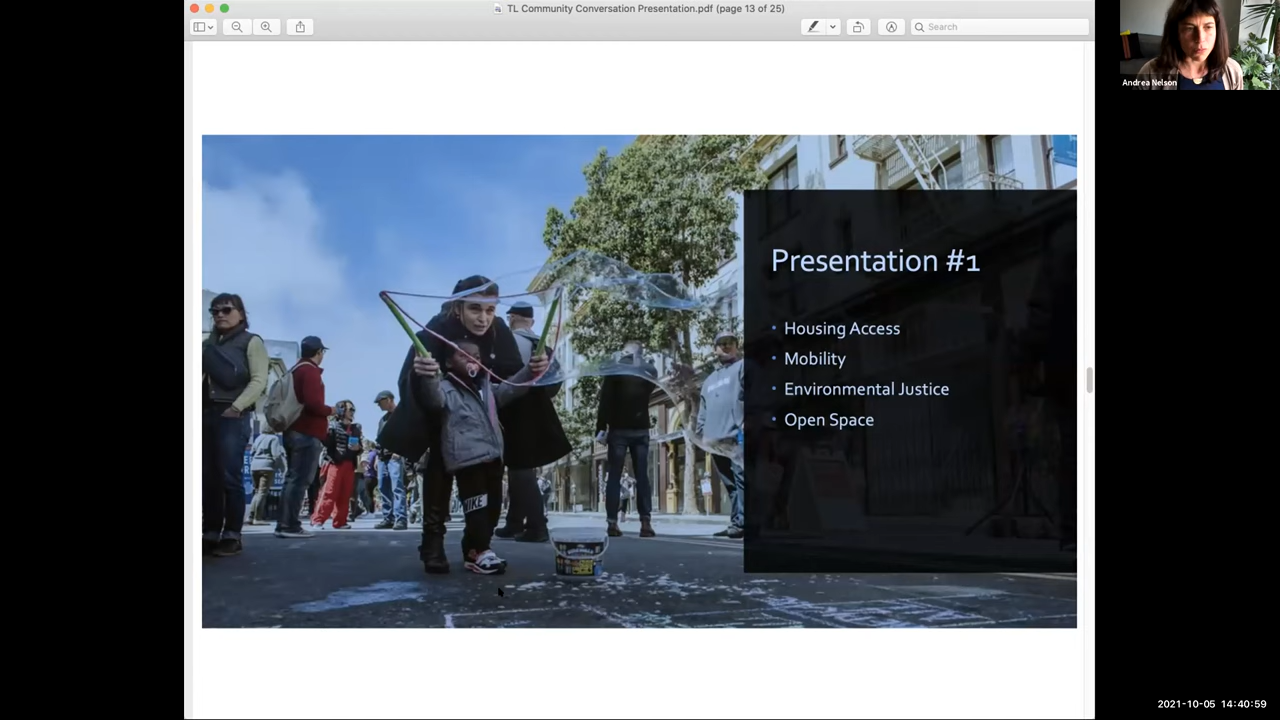 TL Community Conversation Presentation.pdf (page 13 of 25)
Search
Andrea Nelson
Presentation #1
• Housing Access
• Mobility
• Environmental Justice
• Open Space
NIKE
2021-10-05 14:40:59